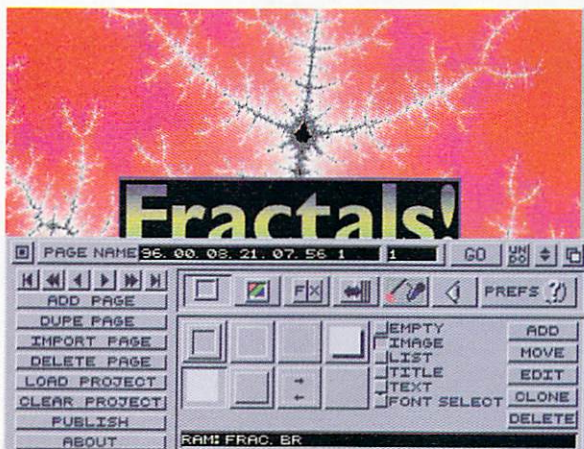 Fractals!
PAGE NAME 96. 00. 08. 21. 07. 56 1 1 GO UN DO
ADD PAGE
DUPE PAGE
IMPORT PAGE
DELETE PAGE
LOAD PROJECT
CLEAR PROJECT
PUBLISH
ABOUT
F|X PREFS
EMPTY
IMAGE
LIST
TITLE
TEXT
FONT SELECT
ADD
MOVE
EDIT
CLONE
DELETE
RAM: FRAC. BR